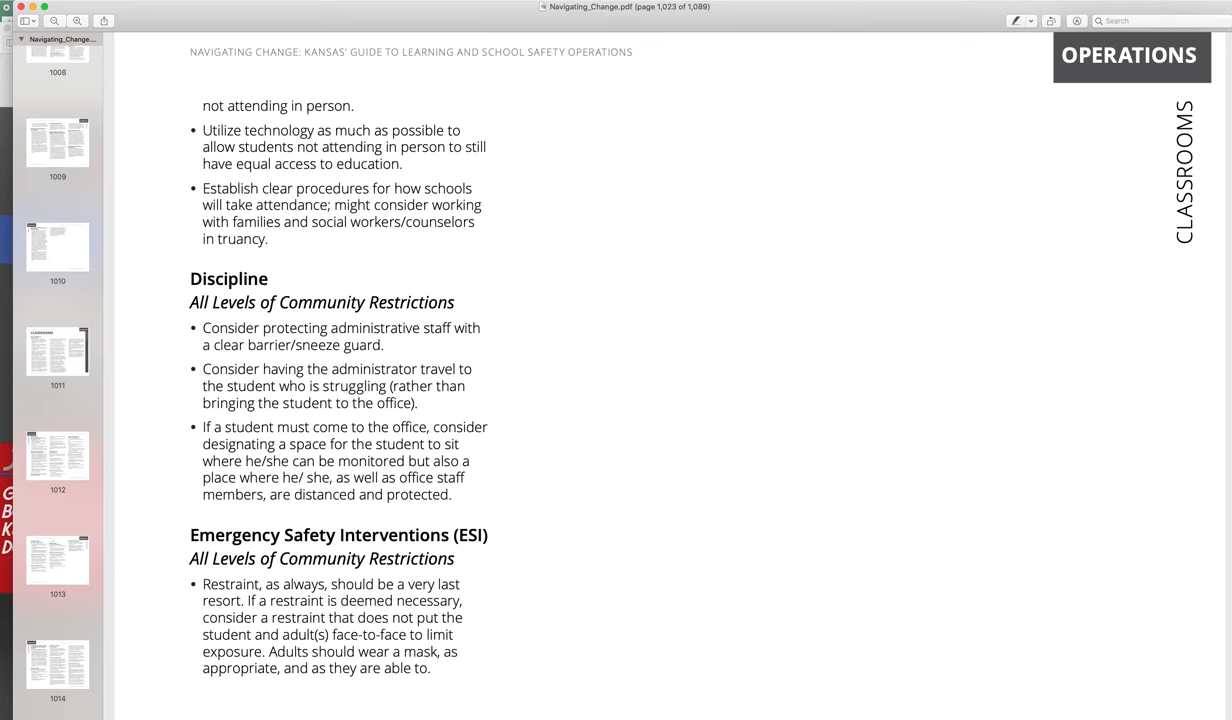 Navigating_Change.pdf (page 1,023 of 1,089)
Search
Navigating_Change....
1008
1009
1010
1011
1012
1013
1014
NAVIGATING CHANGE: KANSAS' GUIDE TO LEARNING AND SCHOOL SAFETY OPERATIONS
OPERATIONS
CLASSROOMS
not attending in person.
• Utilize technology as much as possible to
allow students not attending in person to still
have equal access to education.
• Establish clear procedures for how schools
will take attendance; might consider working
with families and social workers/counselors
in truancy.
Discipline
All Levels of Community Restrictions
• Consider protecting administrative staff with
a clear barrier/sneeze guard.
• Consider having the administrator travel to
the student who is struggling (rather than
bringing the student to the office).
• If a student must come to the office, consider
designating a space for the student to sit
where he/she can be monitored but also a
place where he/ she, as well as office staff
members, are distanced and protected.
Emergency Safety Interventions (ESI)
All Levels of Community Restrictions
• Restraint, as always, should be a very last
resort. If a restraint is deemed necessary,
consider a restraint that does not put the
student and adult(s) face-to-face to limit
exposure. Adults should wear a mask, as
appropriate, and as they are able to.